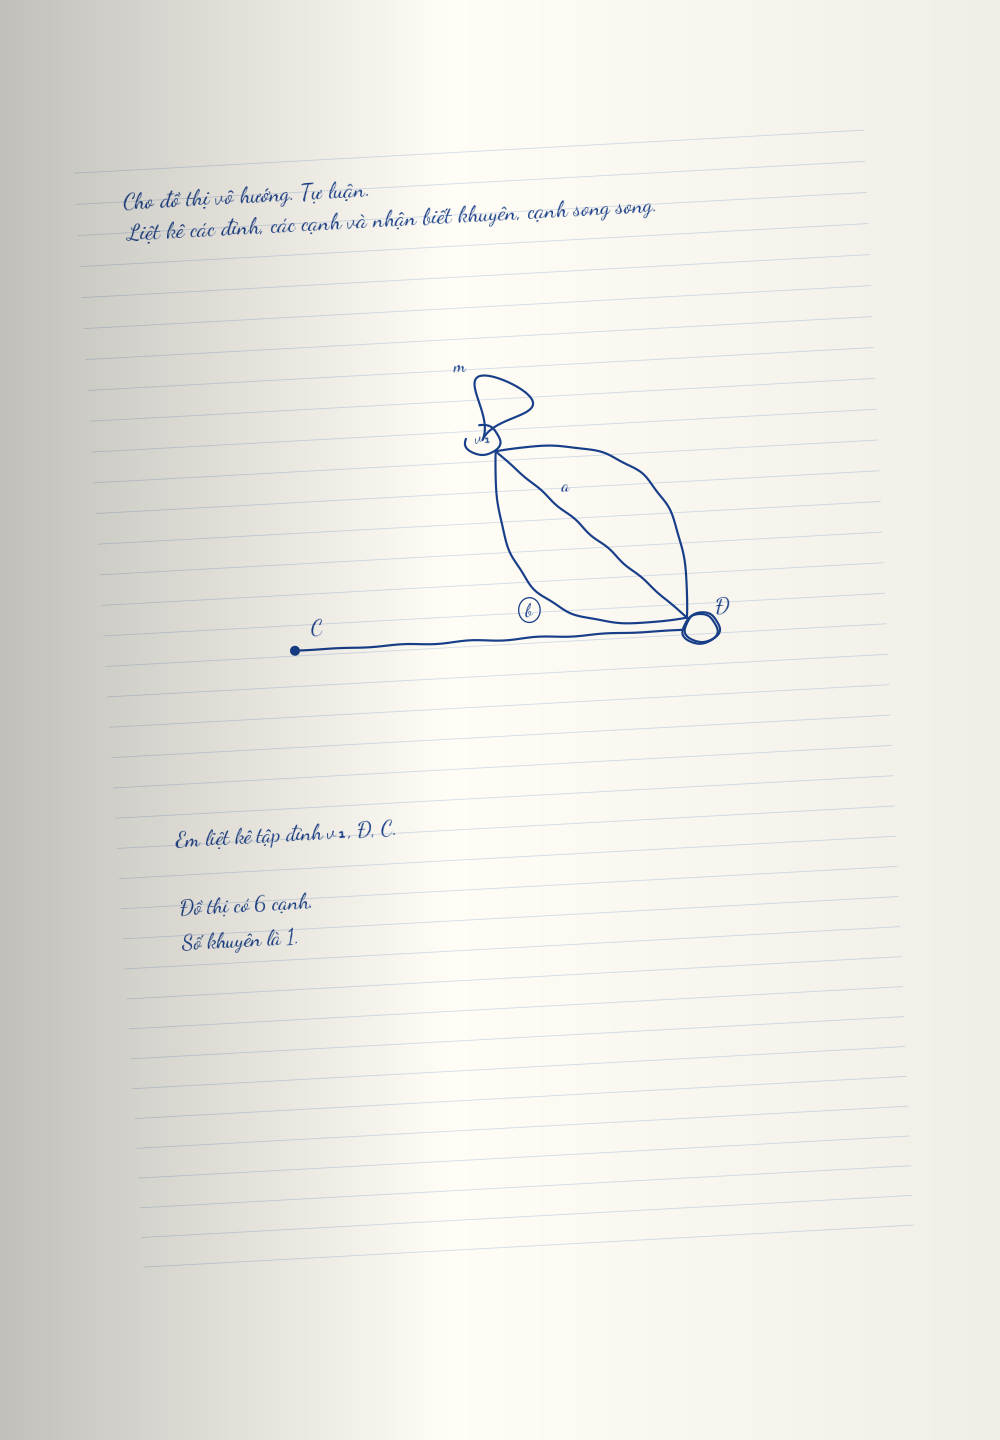 Cho đồ thị vô hướng. Tự luận.
Liệt kê các đỉnh, các cạnh và nhận biết khuyên, cạnh song song.
m
v₁
a
b
Đ
C
Em liệt kê tập đỉnh v₁, Đ, C.
Đồ thị có 6 cạnh.
Số khuyên là 1.